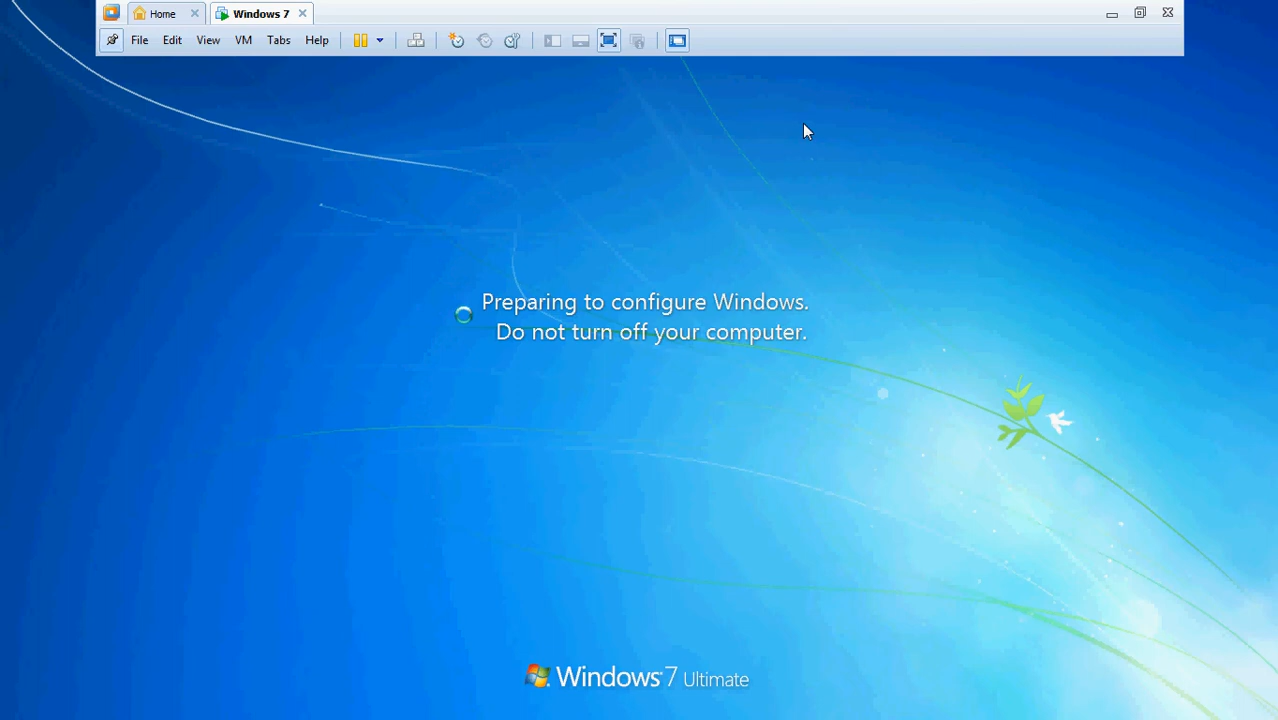 Home
Windows 7
File Edit View VM Tabs Help
Preparing to configure Windows.
Do not turn off your computer.
Windows 7 Ultimate